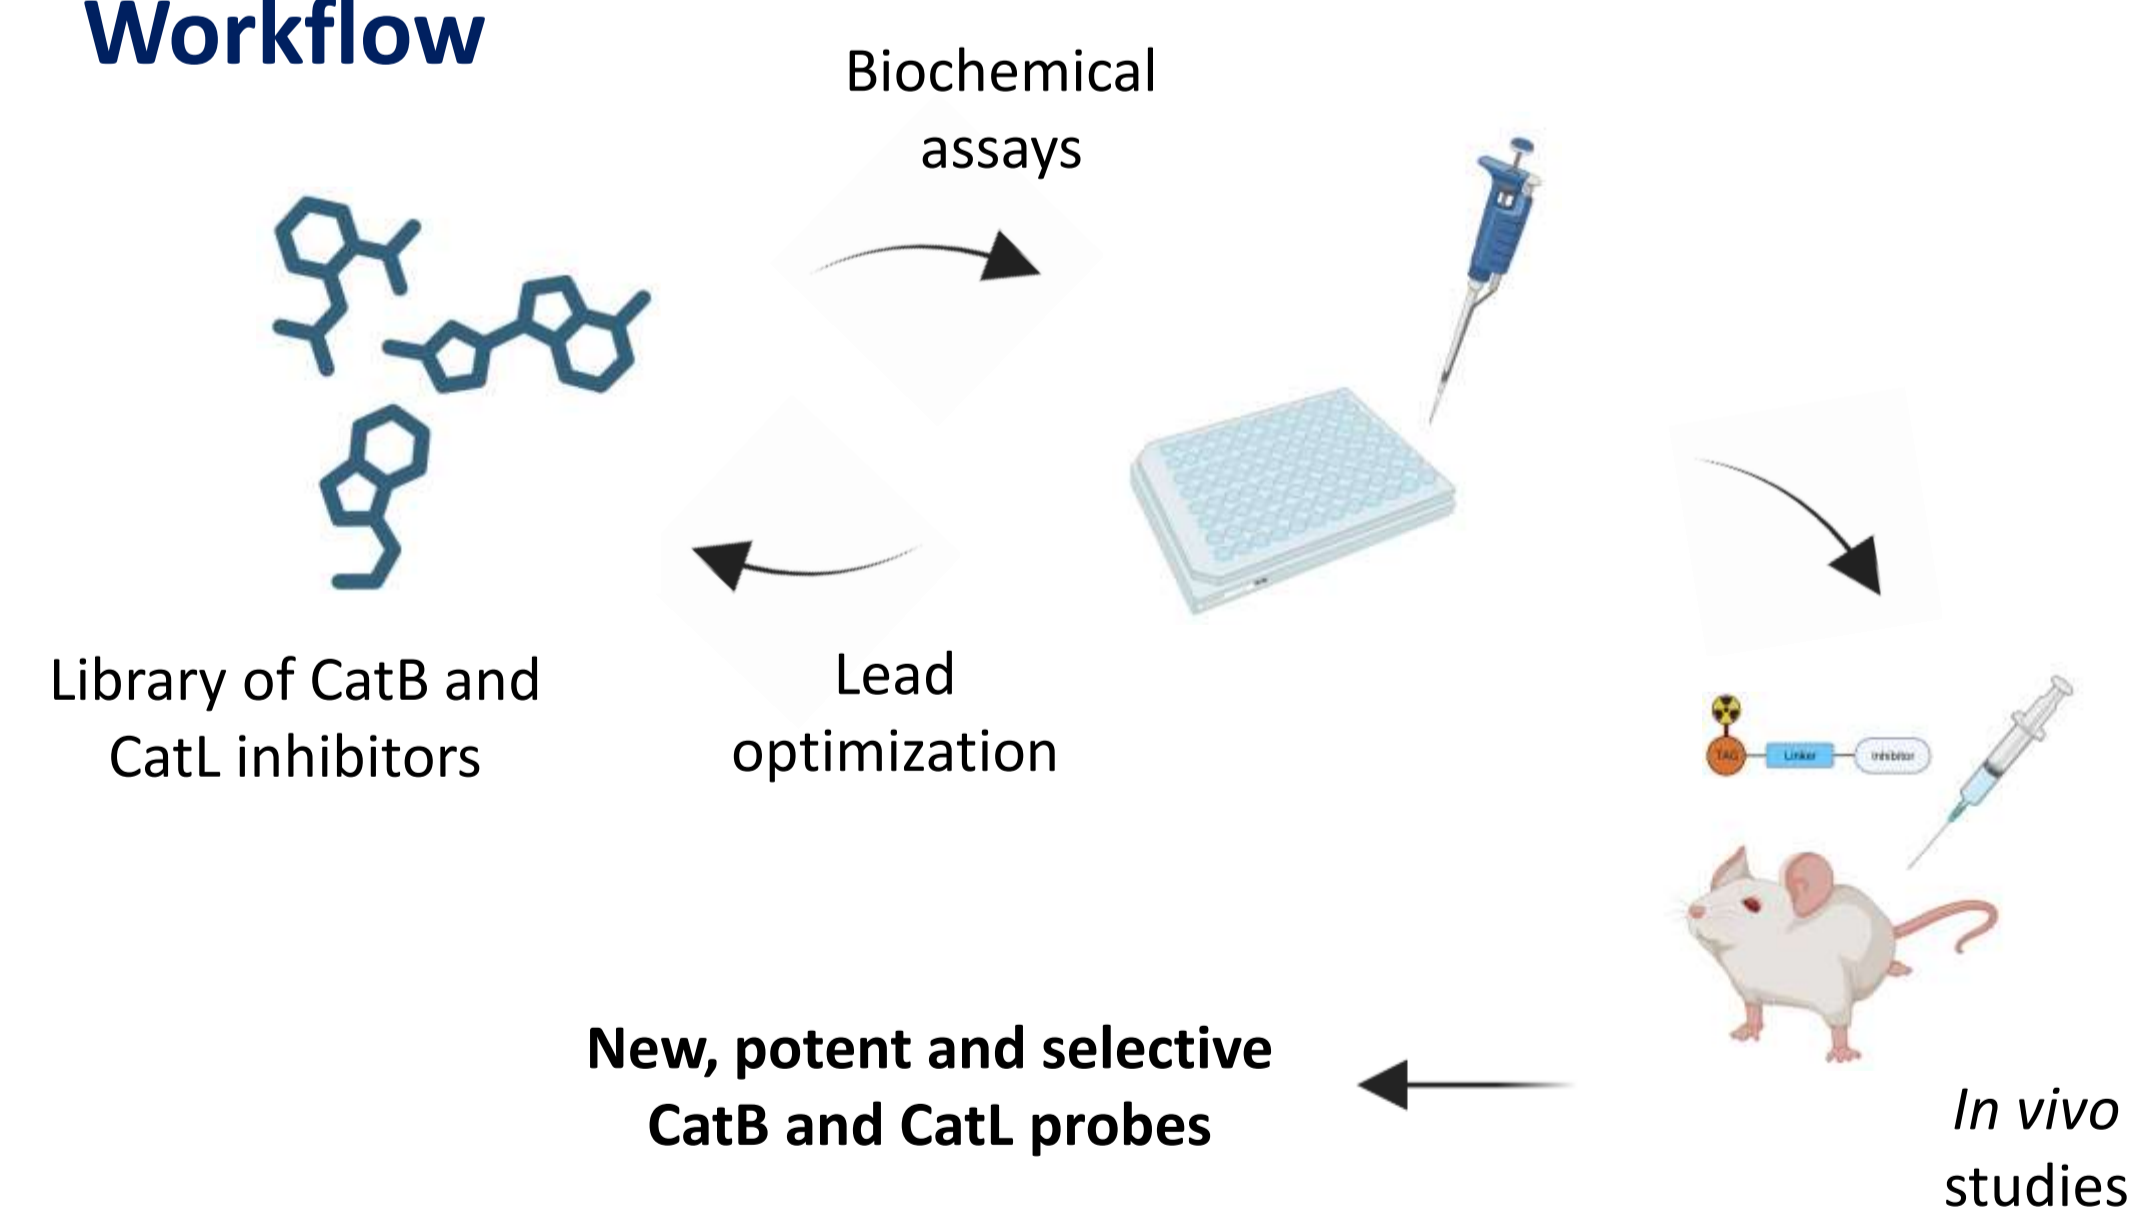 Workflow
Biochemical
assays
Library of CatB and
CatL inhibitors
Lead
optimization
TAG
Linker
Inhibitor
In vivo
studies
New, potent and selective
CatB and CatL probes